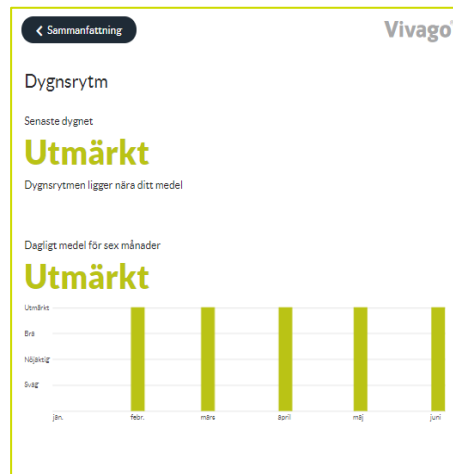 Sammanfattning
Vivago
Dygnsrytm
Senaste dygnet
Utmärkt
Dygnsrytmen ligger nära ditt medel
Dagligt medel för sex månader
Utmärkt
Utmärkt
Bra
Nöjaktig
Svag
jan.
febr.
mars
april
maj
juni